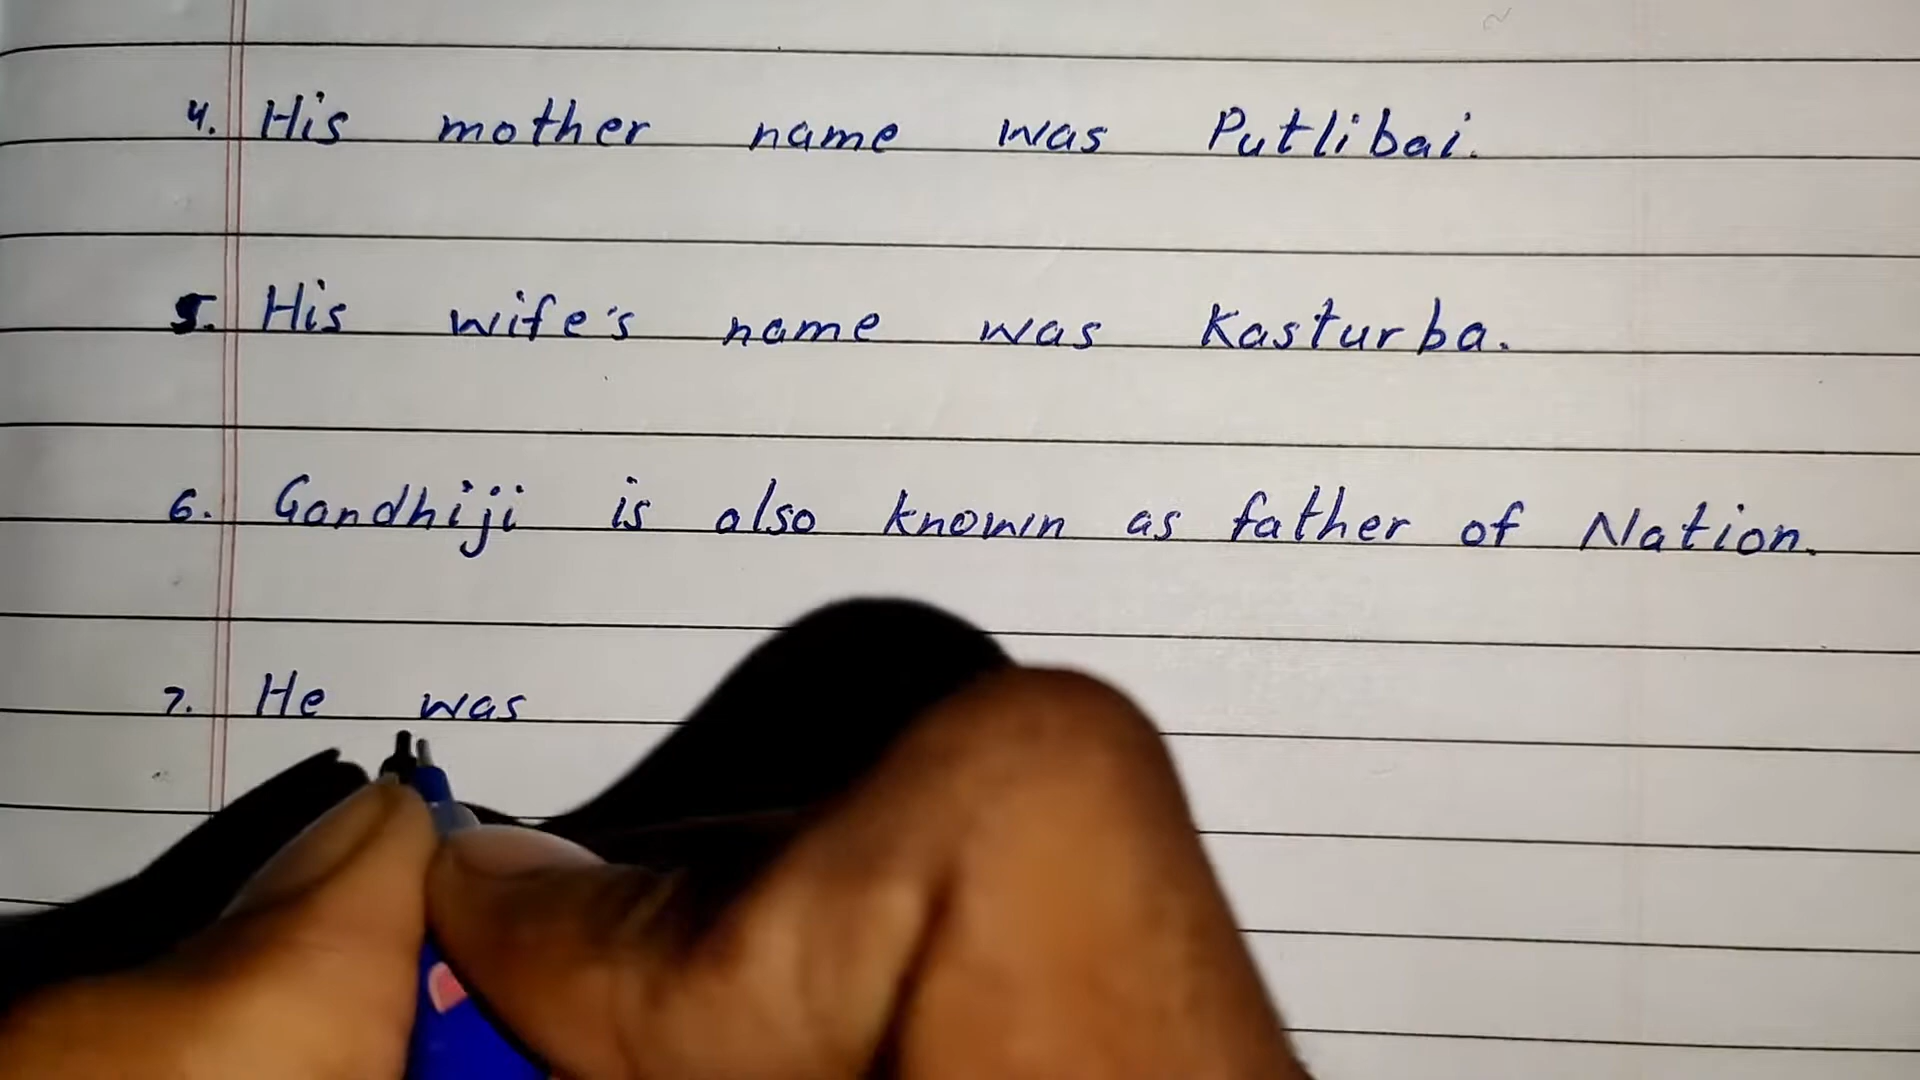 4. His mother name was Putlibai.
5. His wife's name was Kasturba.
6. Gandhiji is also known as father of Nation.
7. He was